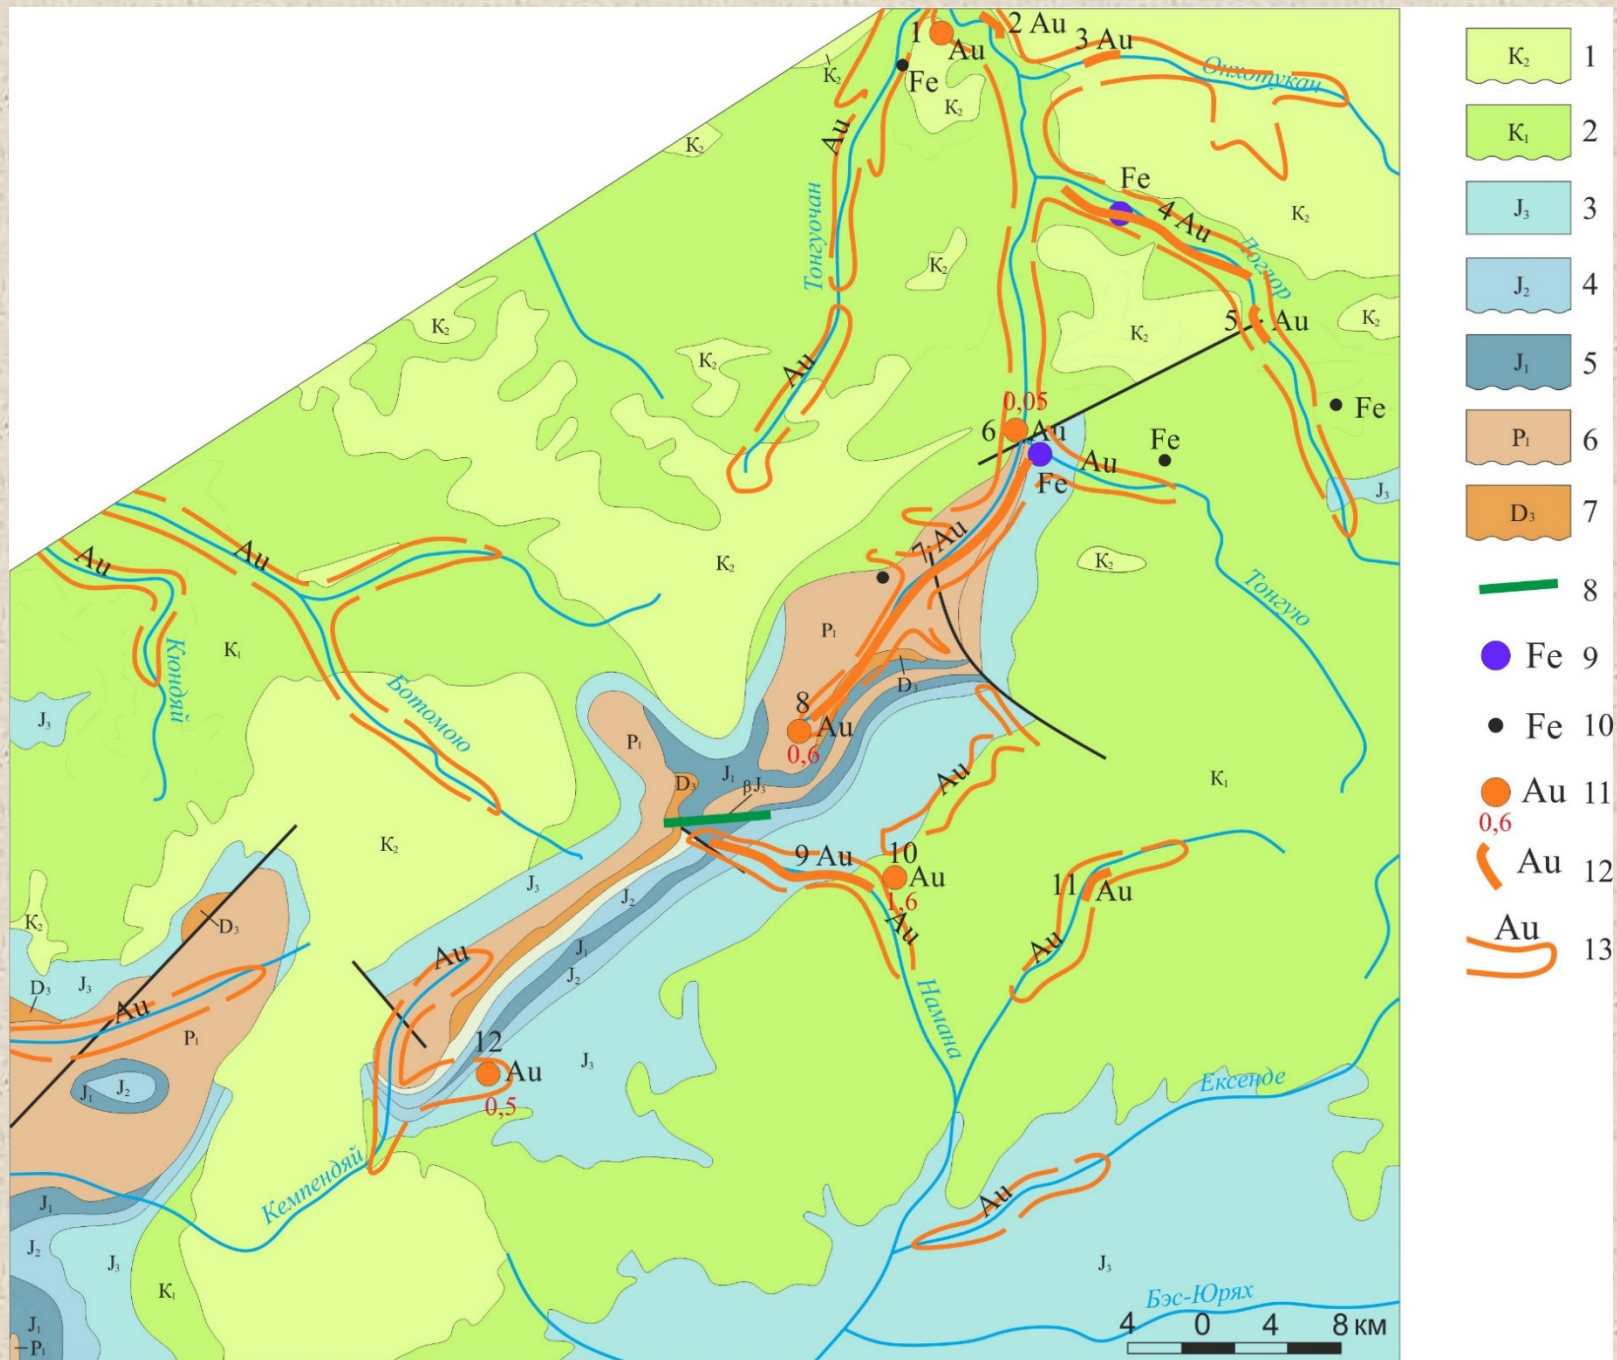 1
Au
2 Au
3 Au
Онхотукан
Fe
K₂
K₂
K₂
Au
Тонгуочан
Fe
4 Au
K₂
Доглор
K₂
K₂
K₂
K₂
K₂
5
Au
Au
0,05
6
Au
Fe
Au
Fe
Fe
J₃
K₂
K₂
7 Au
Тонгую
Au
Au
Кюндяй
K₁
Ботомою
J₃
P₁
D₃
8
Au
0,6
P₁
J₁
βJ₃
D₃
Au
K₁
K₂
K₂
9 Au
10
Au
1,6
Au
11
Au
Au
J₃
J₂
J₁
J₂
D₃
D₃
J₃
Au
P₁
Au
12
Au
0,5
J₃
J₁
J₂
Намана
Ексенде
Кемпендяй
Au
J₁
J₂
J₃
K₁
J₃
J₁
P₁
Бэс-Юрях
4 0 4 8 км
K₂ 1
K₁ 2
J₃ 3
J₂ 4
J₁ 5
P₁ 6
D₃ 7
8
Fe 9
Fe 10
Au 11
0,6
Au 12
Au
13